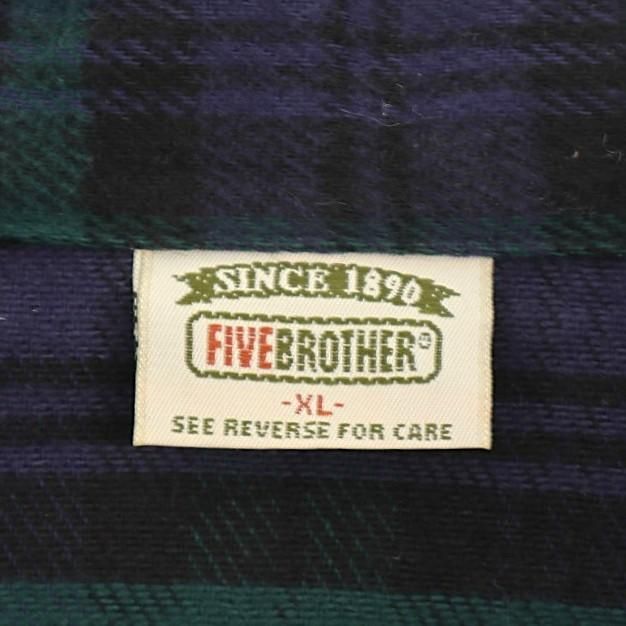 SINCE 1890
FIVEBROTHER®
-XL-
SEE REVERSE FOR CARE